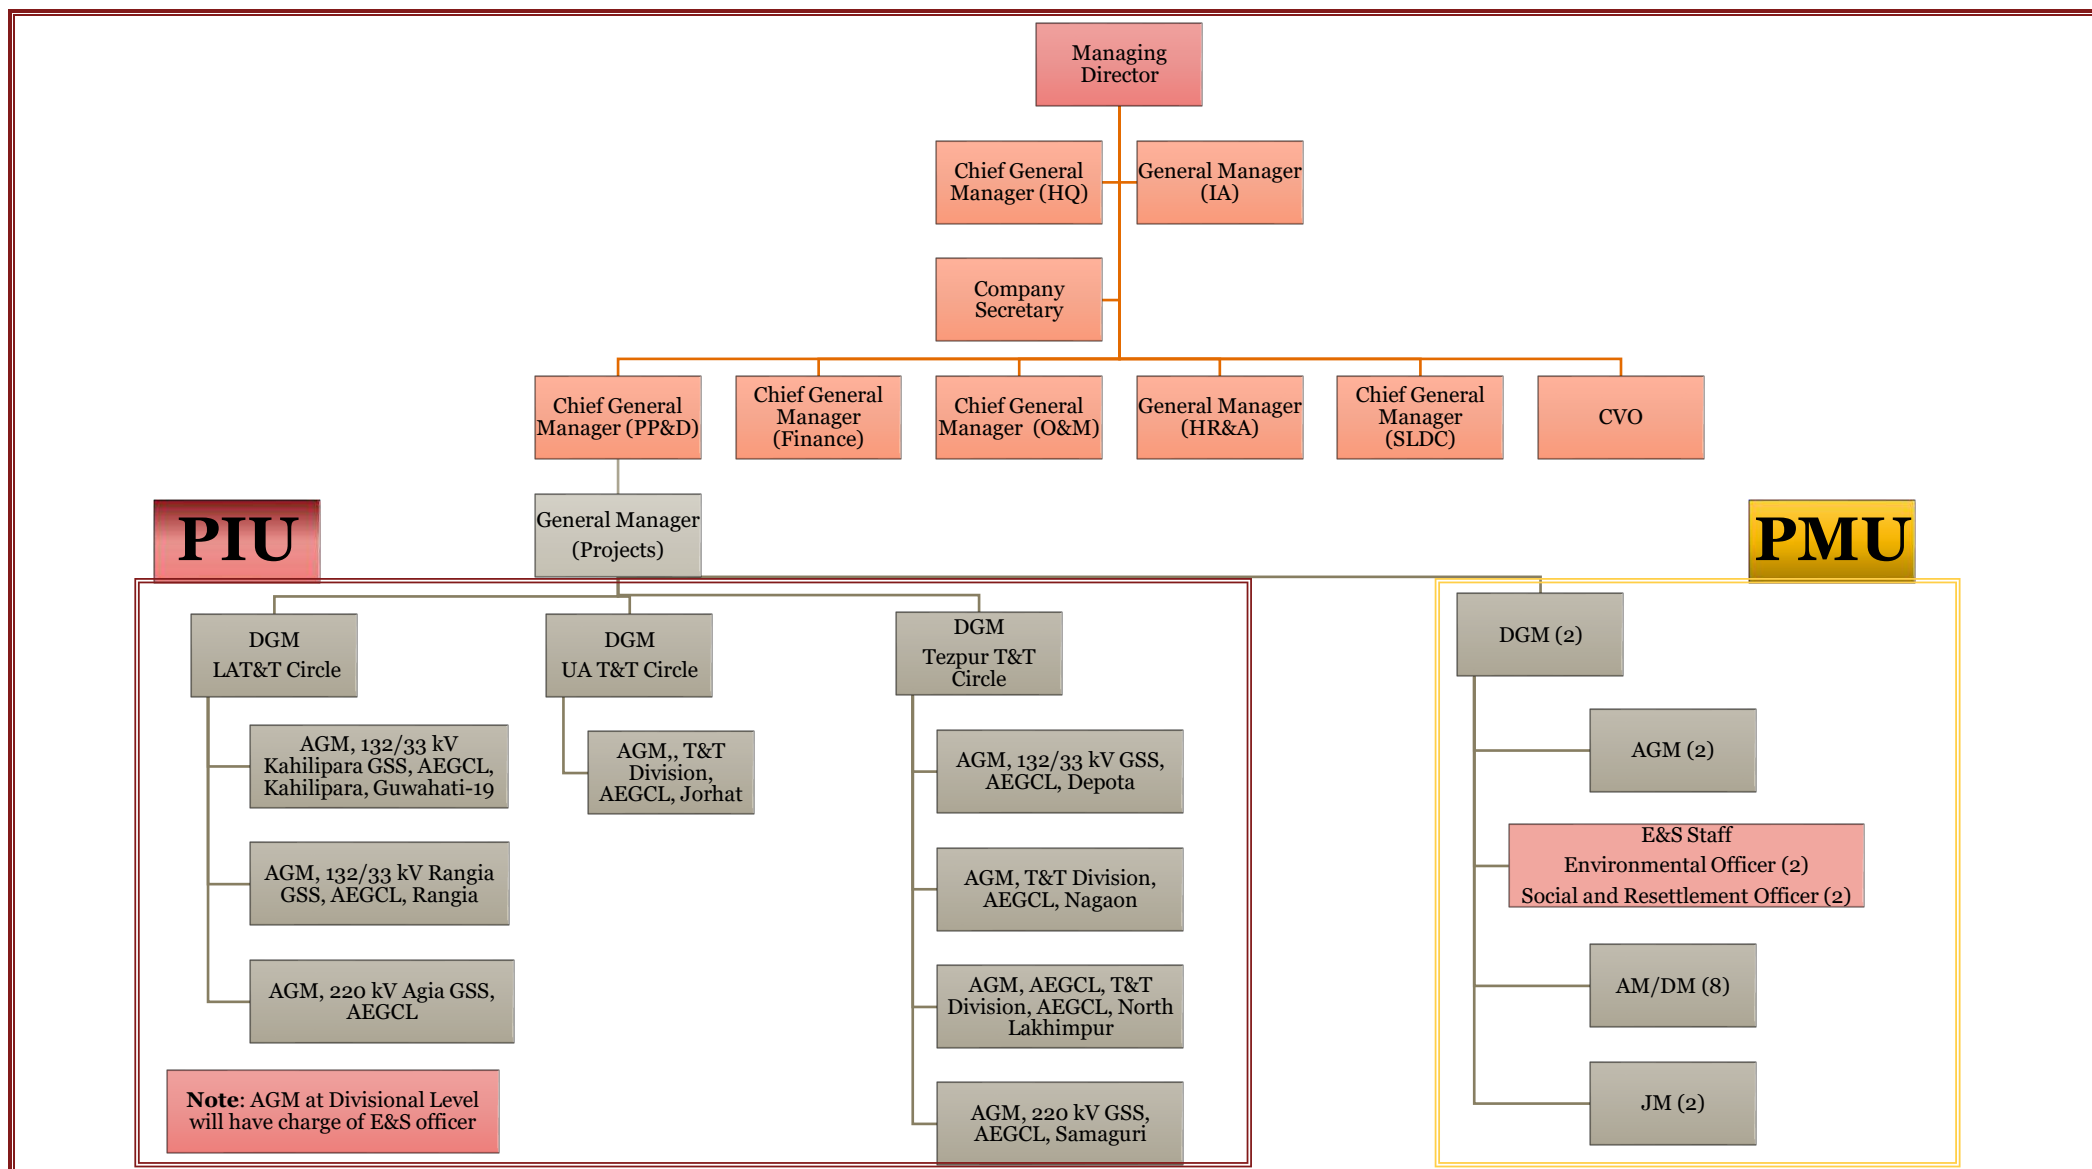 Managing
Director
Chief General
Manager (HQ)
General Manager
(IA)
Company
Secretary
Chief General
Manager (PP&D)
Chief General
Manager
(Finance)
Chief General
Manager (O&M)
General Manager
(HR&A)
Chief General
Manager
(SLDC)
CVO
General Manager
(Projects)
PIU
PMU
DGM
LAT&T Circle
AGM, 132/33 kV
Kahilipara GSS, AEGCL,
Kahilipara, Guwahati-19
AGM, 132/33 kV Rangia
GSS, AEGCL, Rangia
AGM, 220 kV Agia GSS,
AEGCL
Note: AGM at Divisional Level
will have charge of E&S officer
DGM
UA T&T Circle
AGM,, T&T
Division,
AEGCL, Jorhat
DGM
Tezpur T&T
Circle
AGM, 132/33 kV GSS,
AEGCL, Depota
AGM, T&T Division,
AEGCL, Nagaon
AGM, AEGCL, T&T
Division, AEGCL, North
Lakhimpur
AGM, 220 kV GSS,
AEGCL, Samaguri
DGM (2)
AGM (2)
E&S Staff
Environmental Officer (2)
Social and Resettlement Officer (2)
AM/DM (8)
JM (2)